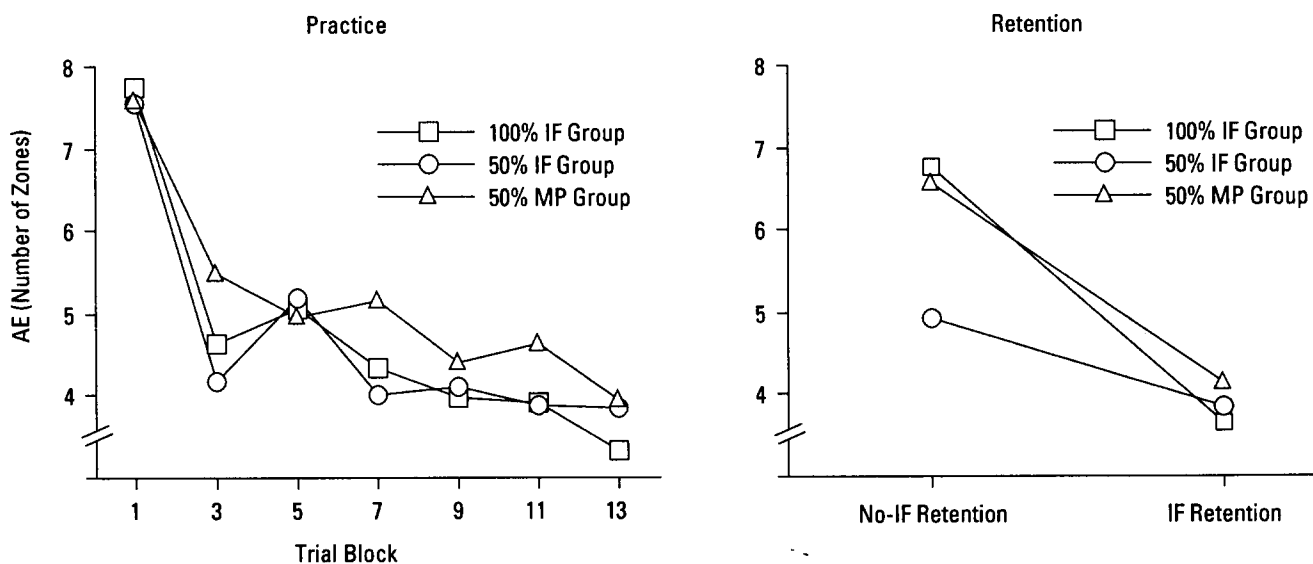 Practice
8
7
6
5
4
AE (Number of Zones)
100% IF Group
50% IF Group
50% MP Group
1 3 5 7 9 11 13
Trial Block
Retention
8
7
6
5
4
100% IF Group
50% IF Group
50% MP Group
No-IF Retention IF Retention